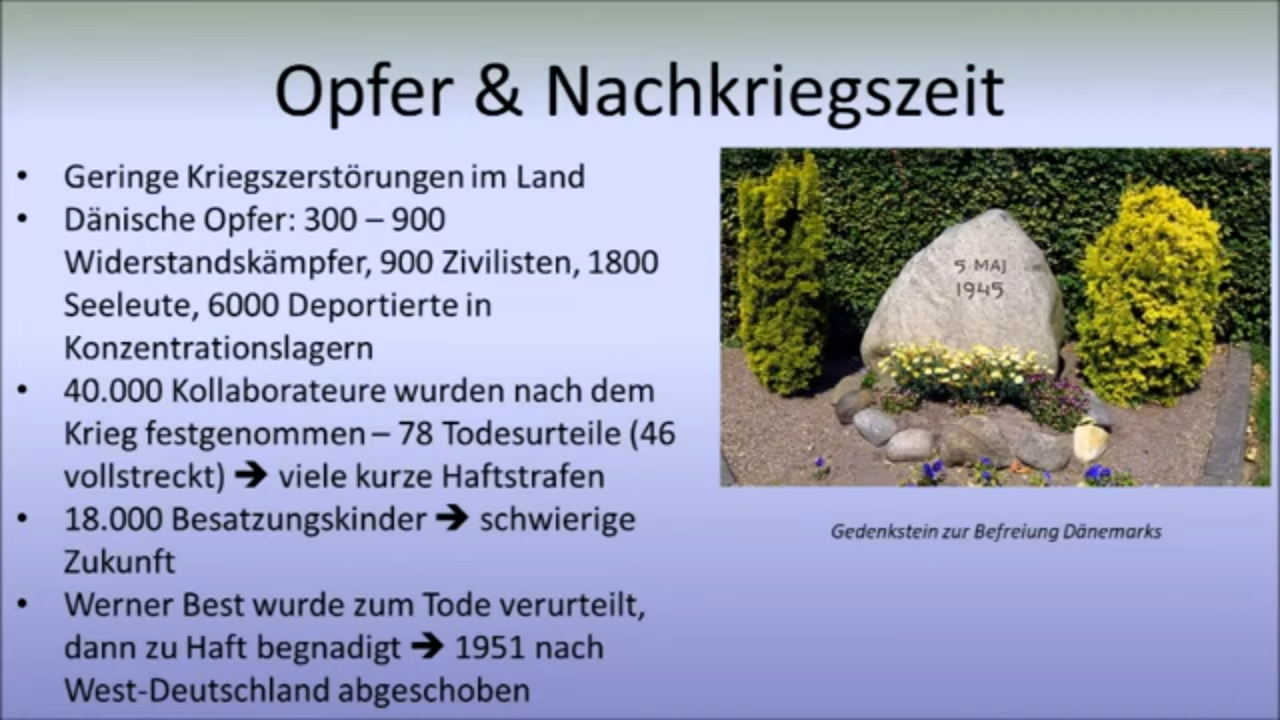 Opfer & Nachkriegszeit
• Geringe Kriegszerstörungen im Land
• Dänische Opfer: 300 – 900
Widerstandskämpfer, 900 Zivilisten, 1800
Seeleute, 6000 Deportierte in
Konzentrationslagern
• 40.000 Kollaborateure wurden nach dem
Krieg festgenommen – 78 Todesurteile (46
vollstreckt) ➔ viele kurze Haftstrafen
• 18.000 Besatzungskinder ➔ schwierige
Zukunft
• Werner Best wurde zum Tode verurteilt,
dann zu Haft begnadigt ➔ 1951 nach
West-Deutschland abgeschoben
5 MAJ
1945
Gedenkstein zur Befreiung Dänemarks